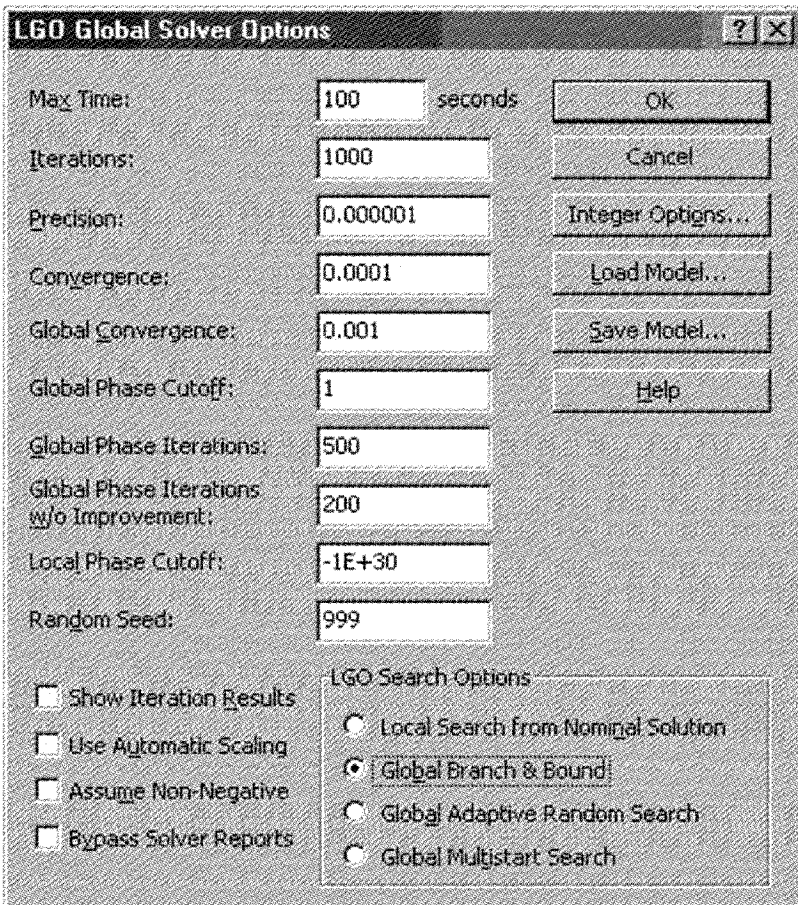 LGO Global Solver Options
Max Time: 100 seconds OK
Iterations: 1000 Cancel
Precision: 0.000001 Integer Options...
Convergence: 0.0001 Load Model...
Global Convergence: 0.001 Save Model...
Global Phase Cutoff: 1 Help
Global Phase Iterations: 500
Global Phase Iterations
w/o Improvement: 200
Local Phase Cutoff: -1E+30
Random Seed: 999
Show Iteration Results
Use Automatic Scaling
Assume Non-Negative
Bypass Solver Reports
LGO Search Options
Local Search from Nominal Solution
Global Branch & Bound
Global Adaptive Random Search
Global Multistart Search